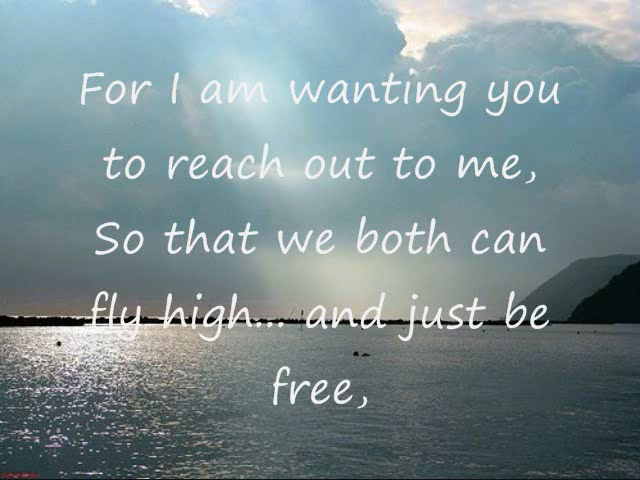 For I am wanting you
to reach out to me,
So that we both can
fly high... and just be
free,